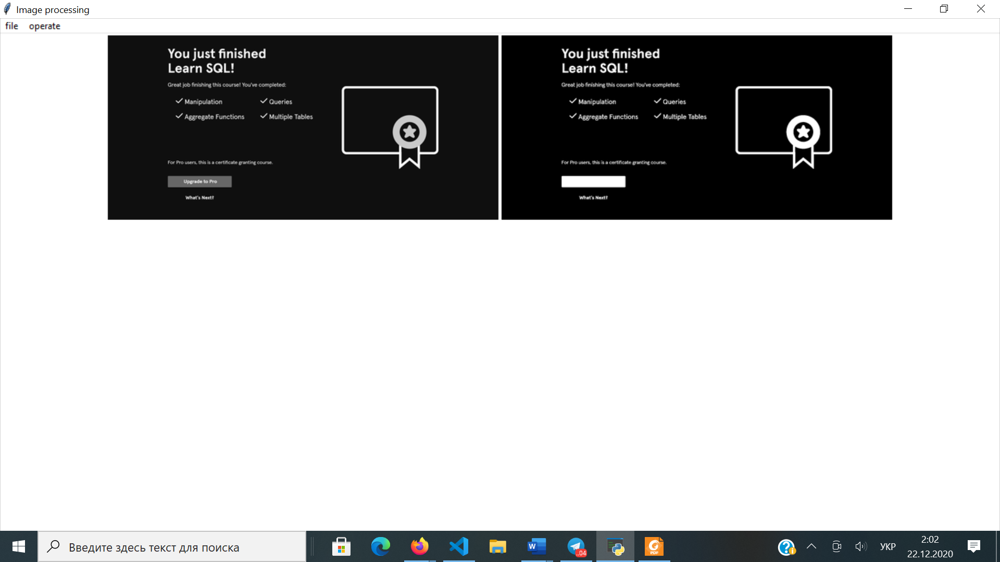 Image processing
file operate
You just finished
Learn SQL!
Great job finishing this course! You've completed:
Manipulation Queries
Aggregate Functions Multiple Tables
For Pro users, this is a certificate granting course.
Upgrade to Pro
What's Next?
You just finished
Learn SQL!
Great job finishing this course! You've completed:
Manipulation Queries
Aggregate Functions Multiple Tables
For Pro users, this is a certificate granting course.
What's Next?
Введите здесь текст для поиска
W
..04
PDF
УКР
2:02
22.12.2020